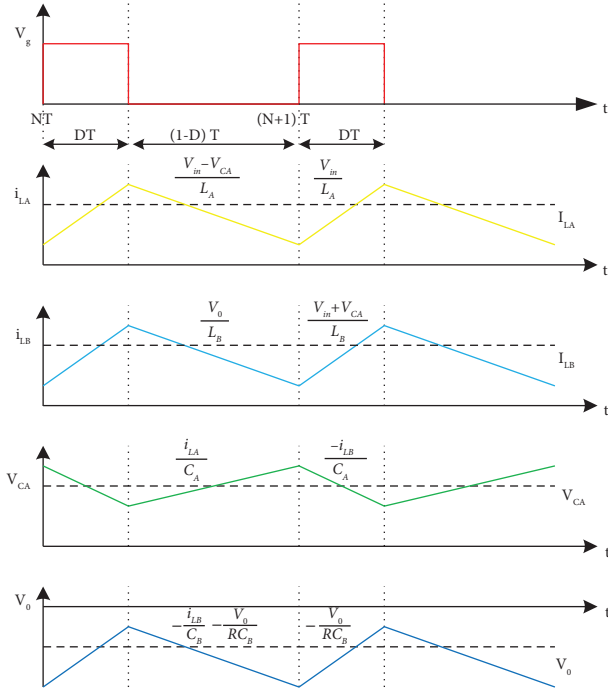 V_g
t
NT
(N+1) T
DT
(1-D) T
DT
i_LA
(V_in − V_CA) / L_A
V_in / L_A
I_LA
t
i_LB
V_0 / L_B
(V_in + V_CA) / L_B
I_LB
t
V_CA
i_LA / C_A
−i_LB / C_A
V_CA
t
V_0
t
− i_LB / C_B − V_0 / RC_B
− V_0 / RC_B
V_0